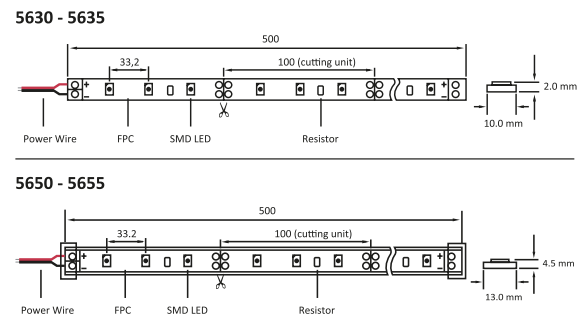 5630 - 5635
500
33,2
100 (cutting unit)
+
−
+
−
2.0 mm
10.0 mm
Power Wire
FPC
SMD LED
Resistor
5650 - 5655
500
33.2
100 (cutting unit)
+
−
+
−
4.5 mm
13.0 mm
Power Wire
FPC
SMD LED
Resistor